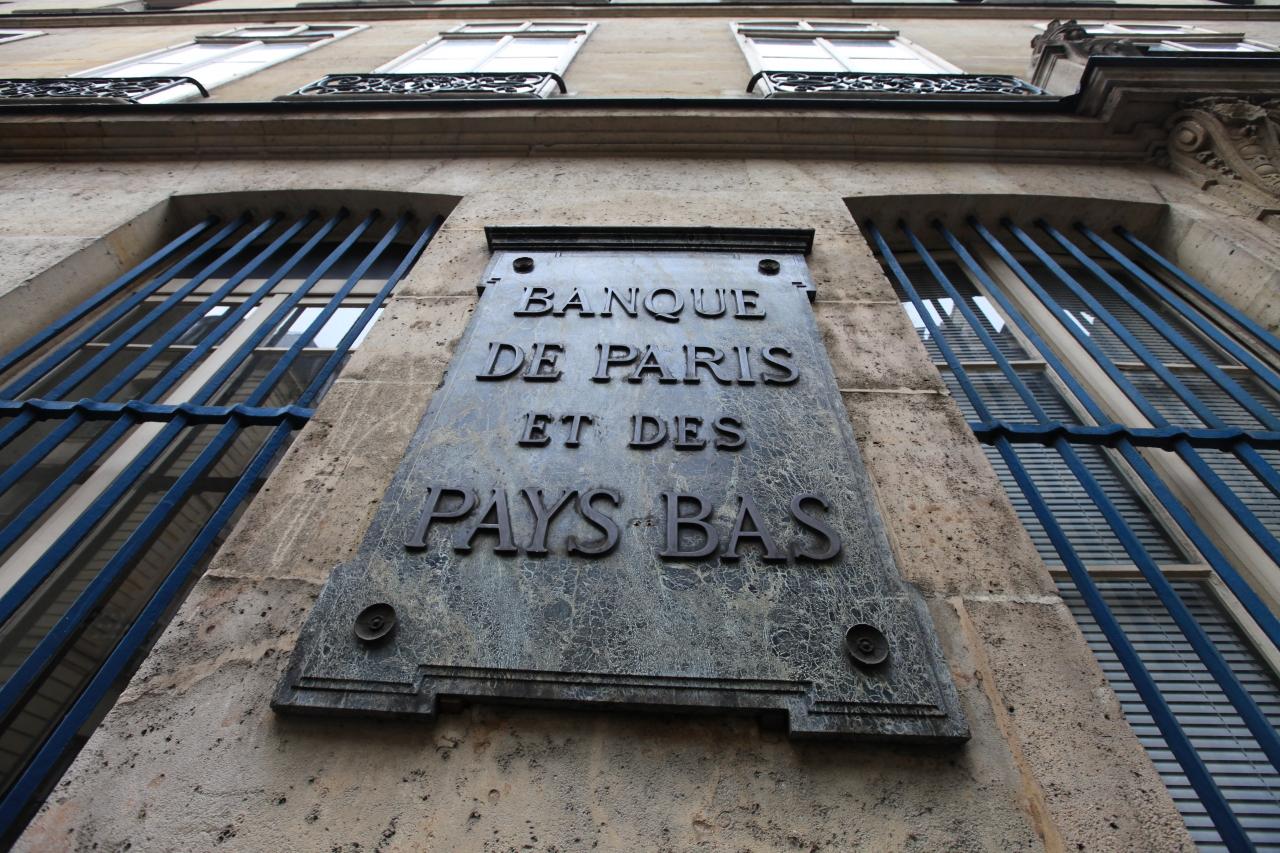 BANQUE
DE PARIS
ET DES
PAYS BAS